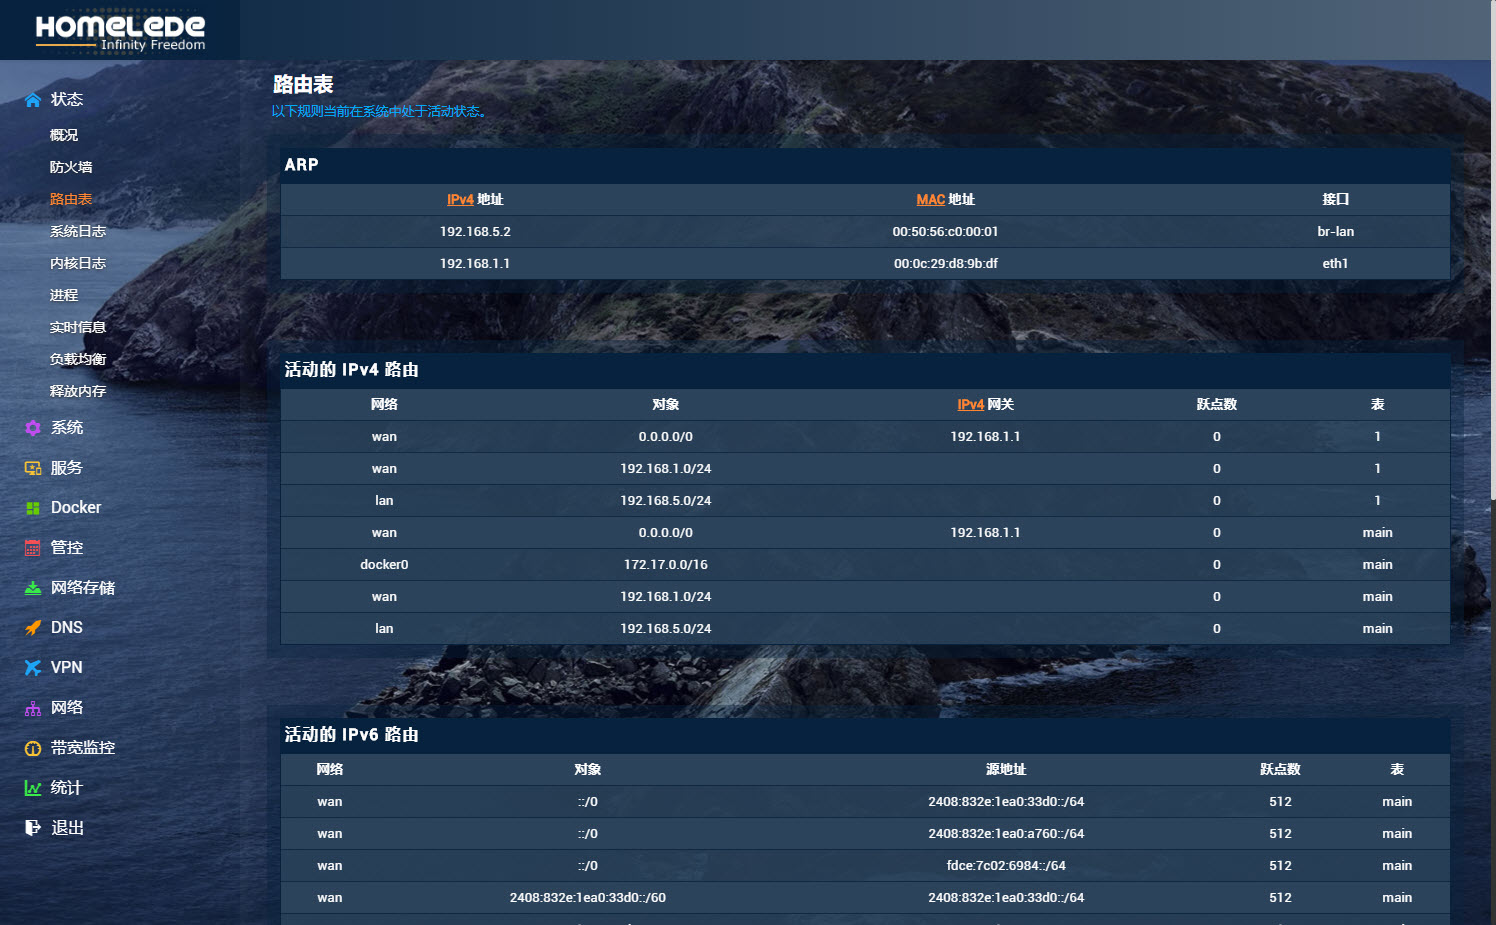 HOMELEDE
Infinity Freedom
状态
概况
防火墙
路由表
系统日志
内核日志
进程
实时信息
负载均衡
释放内存
系统
服务
Docker
管控
网络存储
DNS
VPN
网络
带宽监控
统计
退出
路由表
以下规则当前在系统中处于活动状态。
ARP
IPv4 地址 MAC 地址 接口
192.168.5.2 00:50:56:c0:00:01 br-lan
192.168.1.1 00:0c:29:d8:9b:df eth1
活动的 IPv4 路由
网络 对象 IPv4 网关 跃点数 表
wan 0.0.0.0/0 192.168.1.1 0 1
wan 192.168.1.0/24 0 1
lan 192.168.5.0/24 0 1
wan 0.0.0.0/0 192.168.1.1 0 main
docker0 172.17.0.0/16 0 main
wan 192.168.1.0/24 0 main
lan 192.168.5.0/24 0 main
活动的 IPv6 路由
网络 对象 源地址 跃点数 表
wan ::/0 2408:832e:1ea0:33d0::/64 512 main
wan ::/0 2408:832e:1ea0:a760::/64 512 main
wan ::/0 fdce:7c02:6984::/64 512 main
wan 2408:832e:1ea0:33d0::/60 2408:832e:1ea0:33d0::/64 512 main